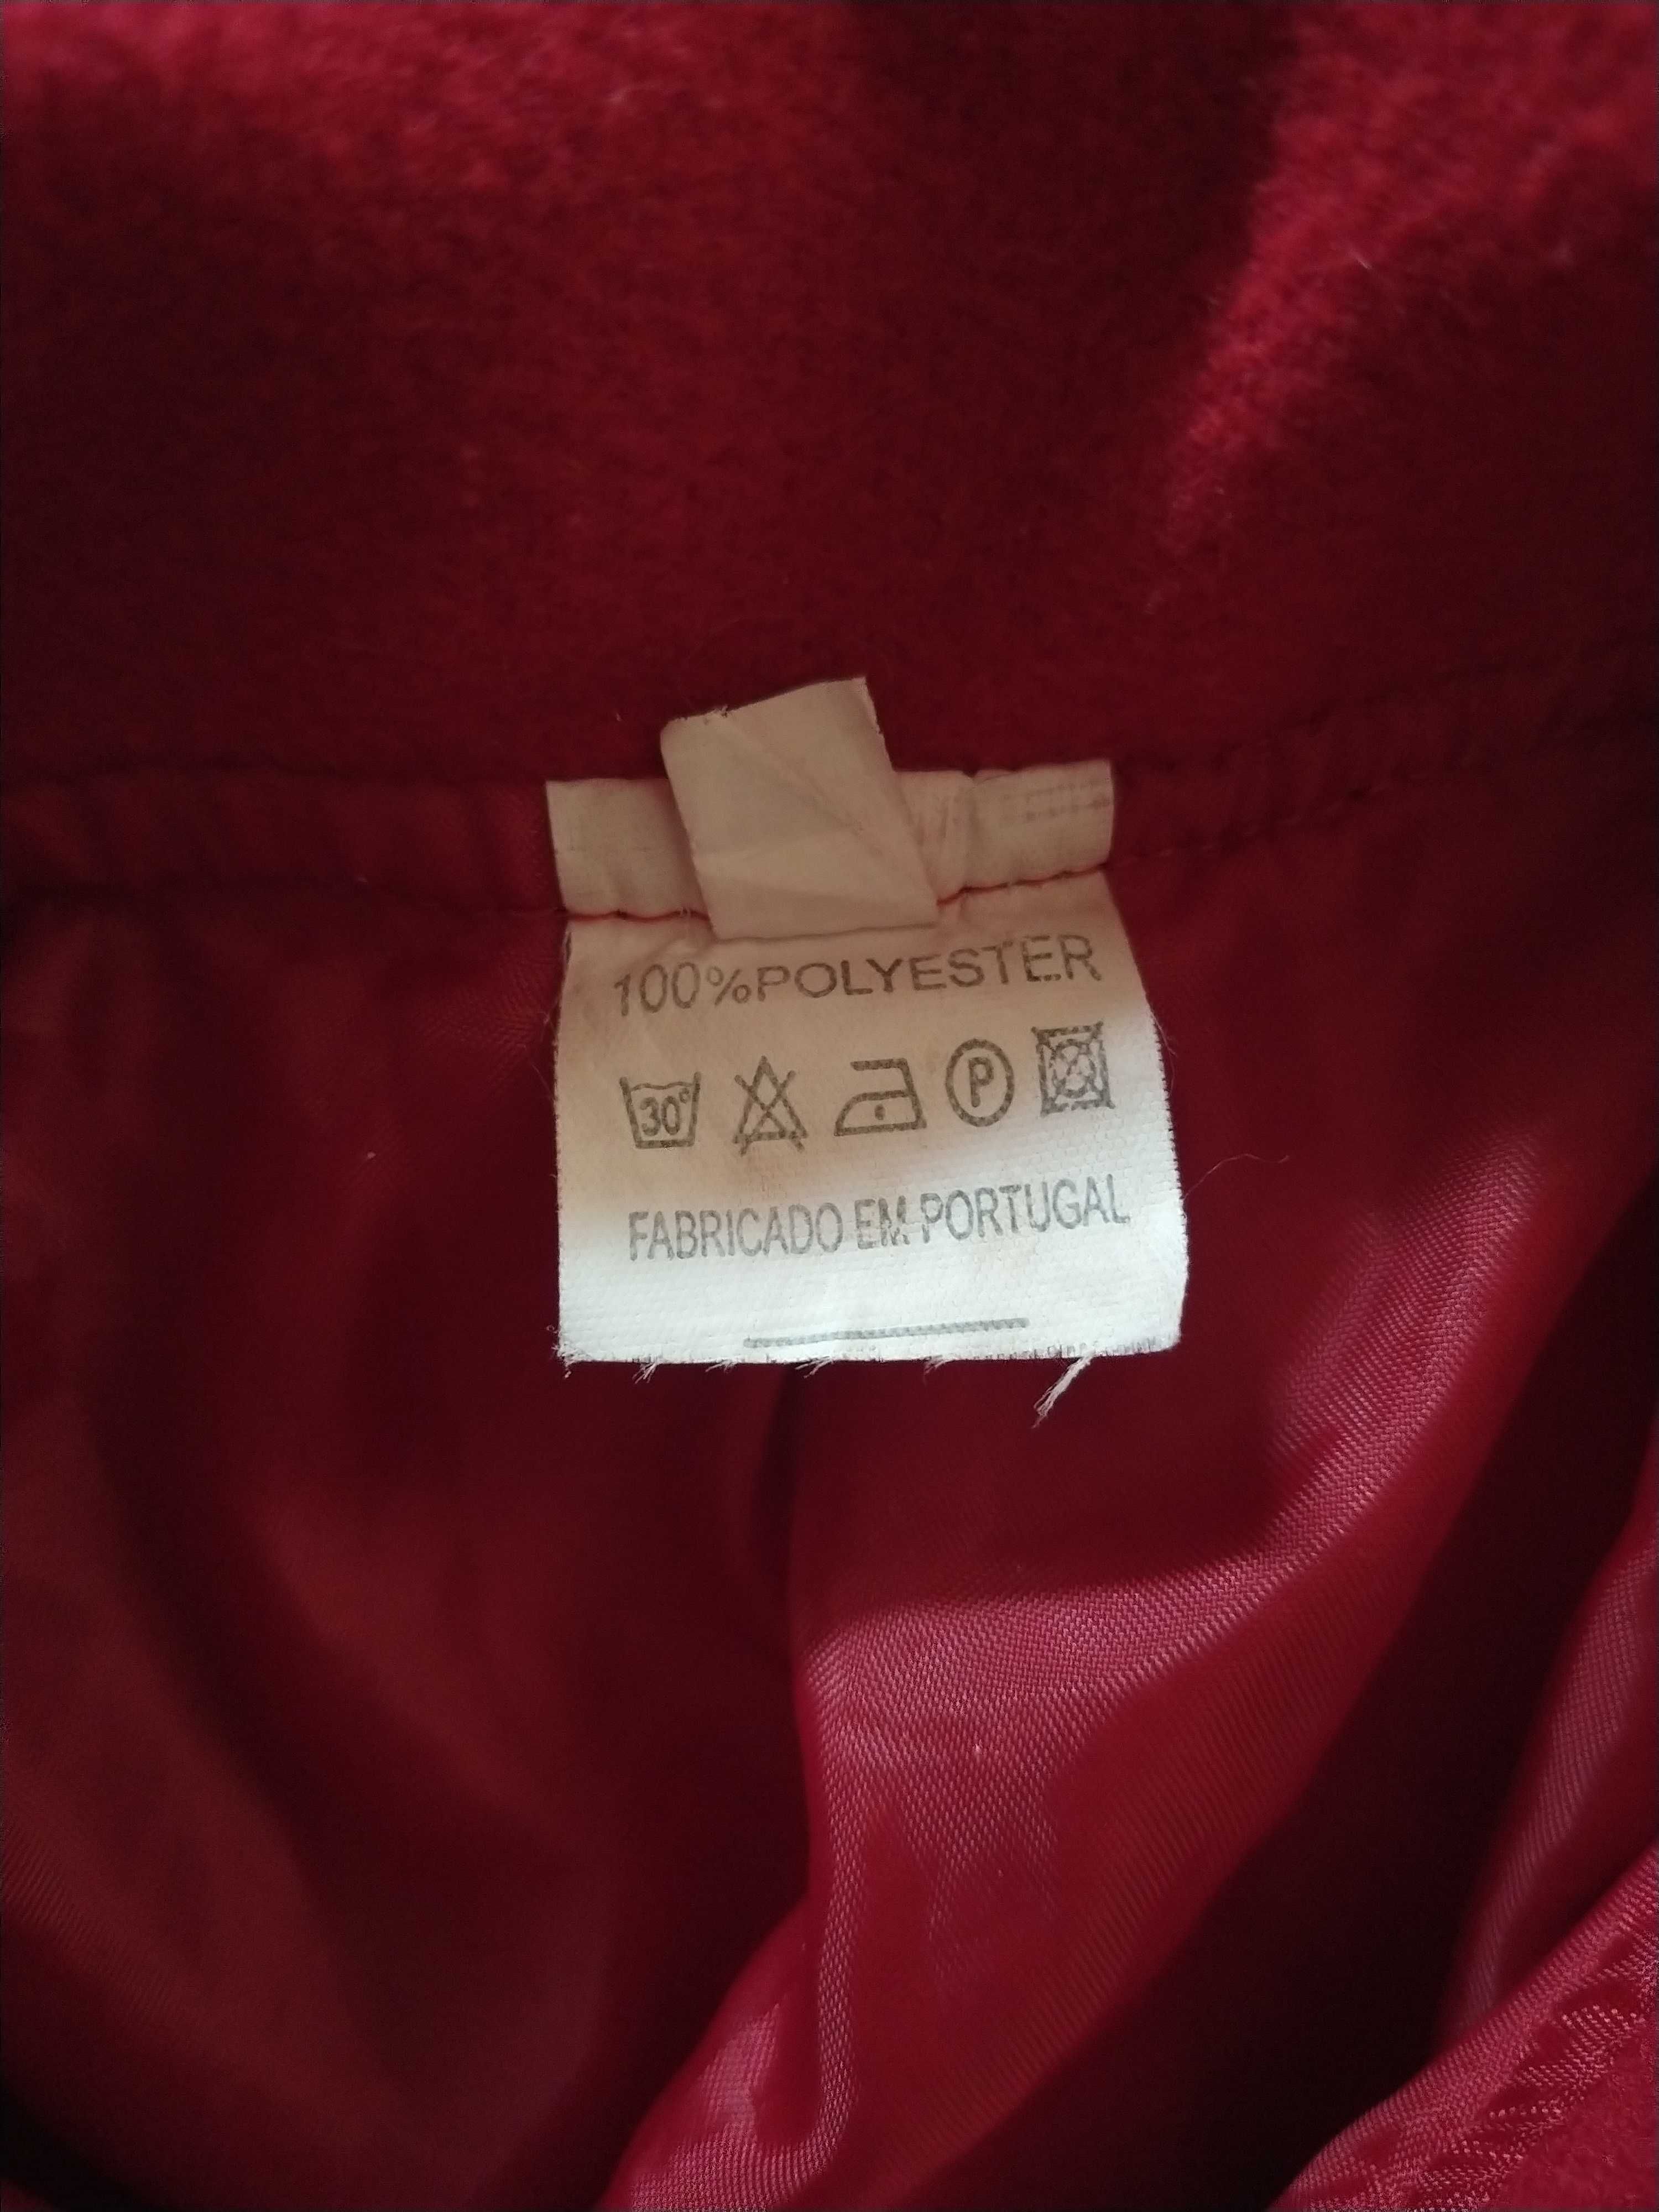 100%POLYESTER
30°
P
FABRICADO EM PORTUGAL